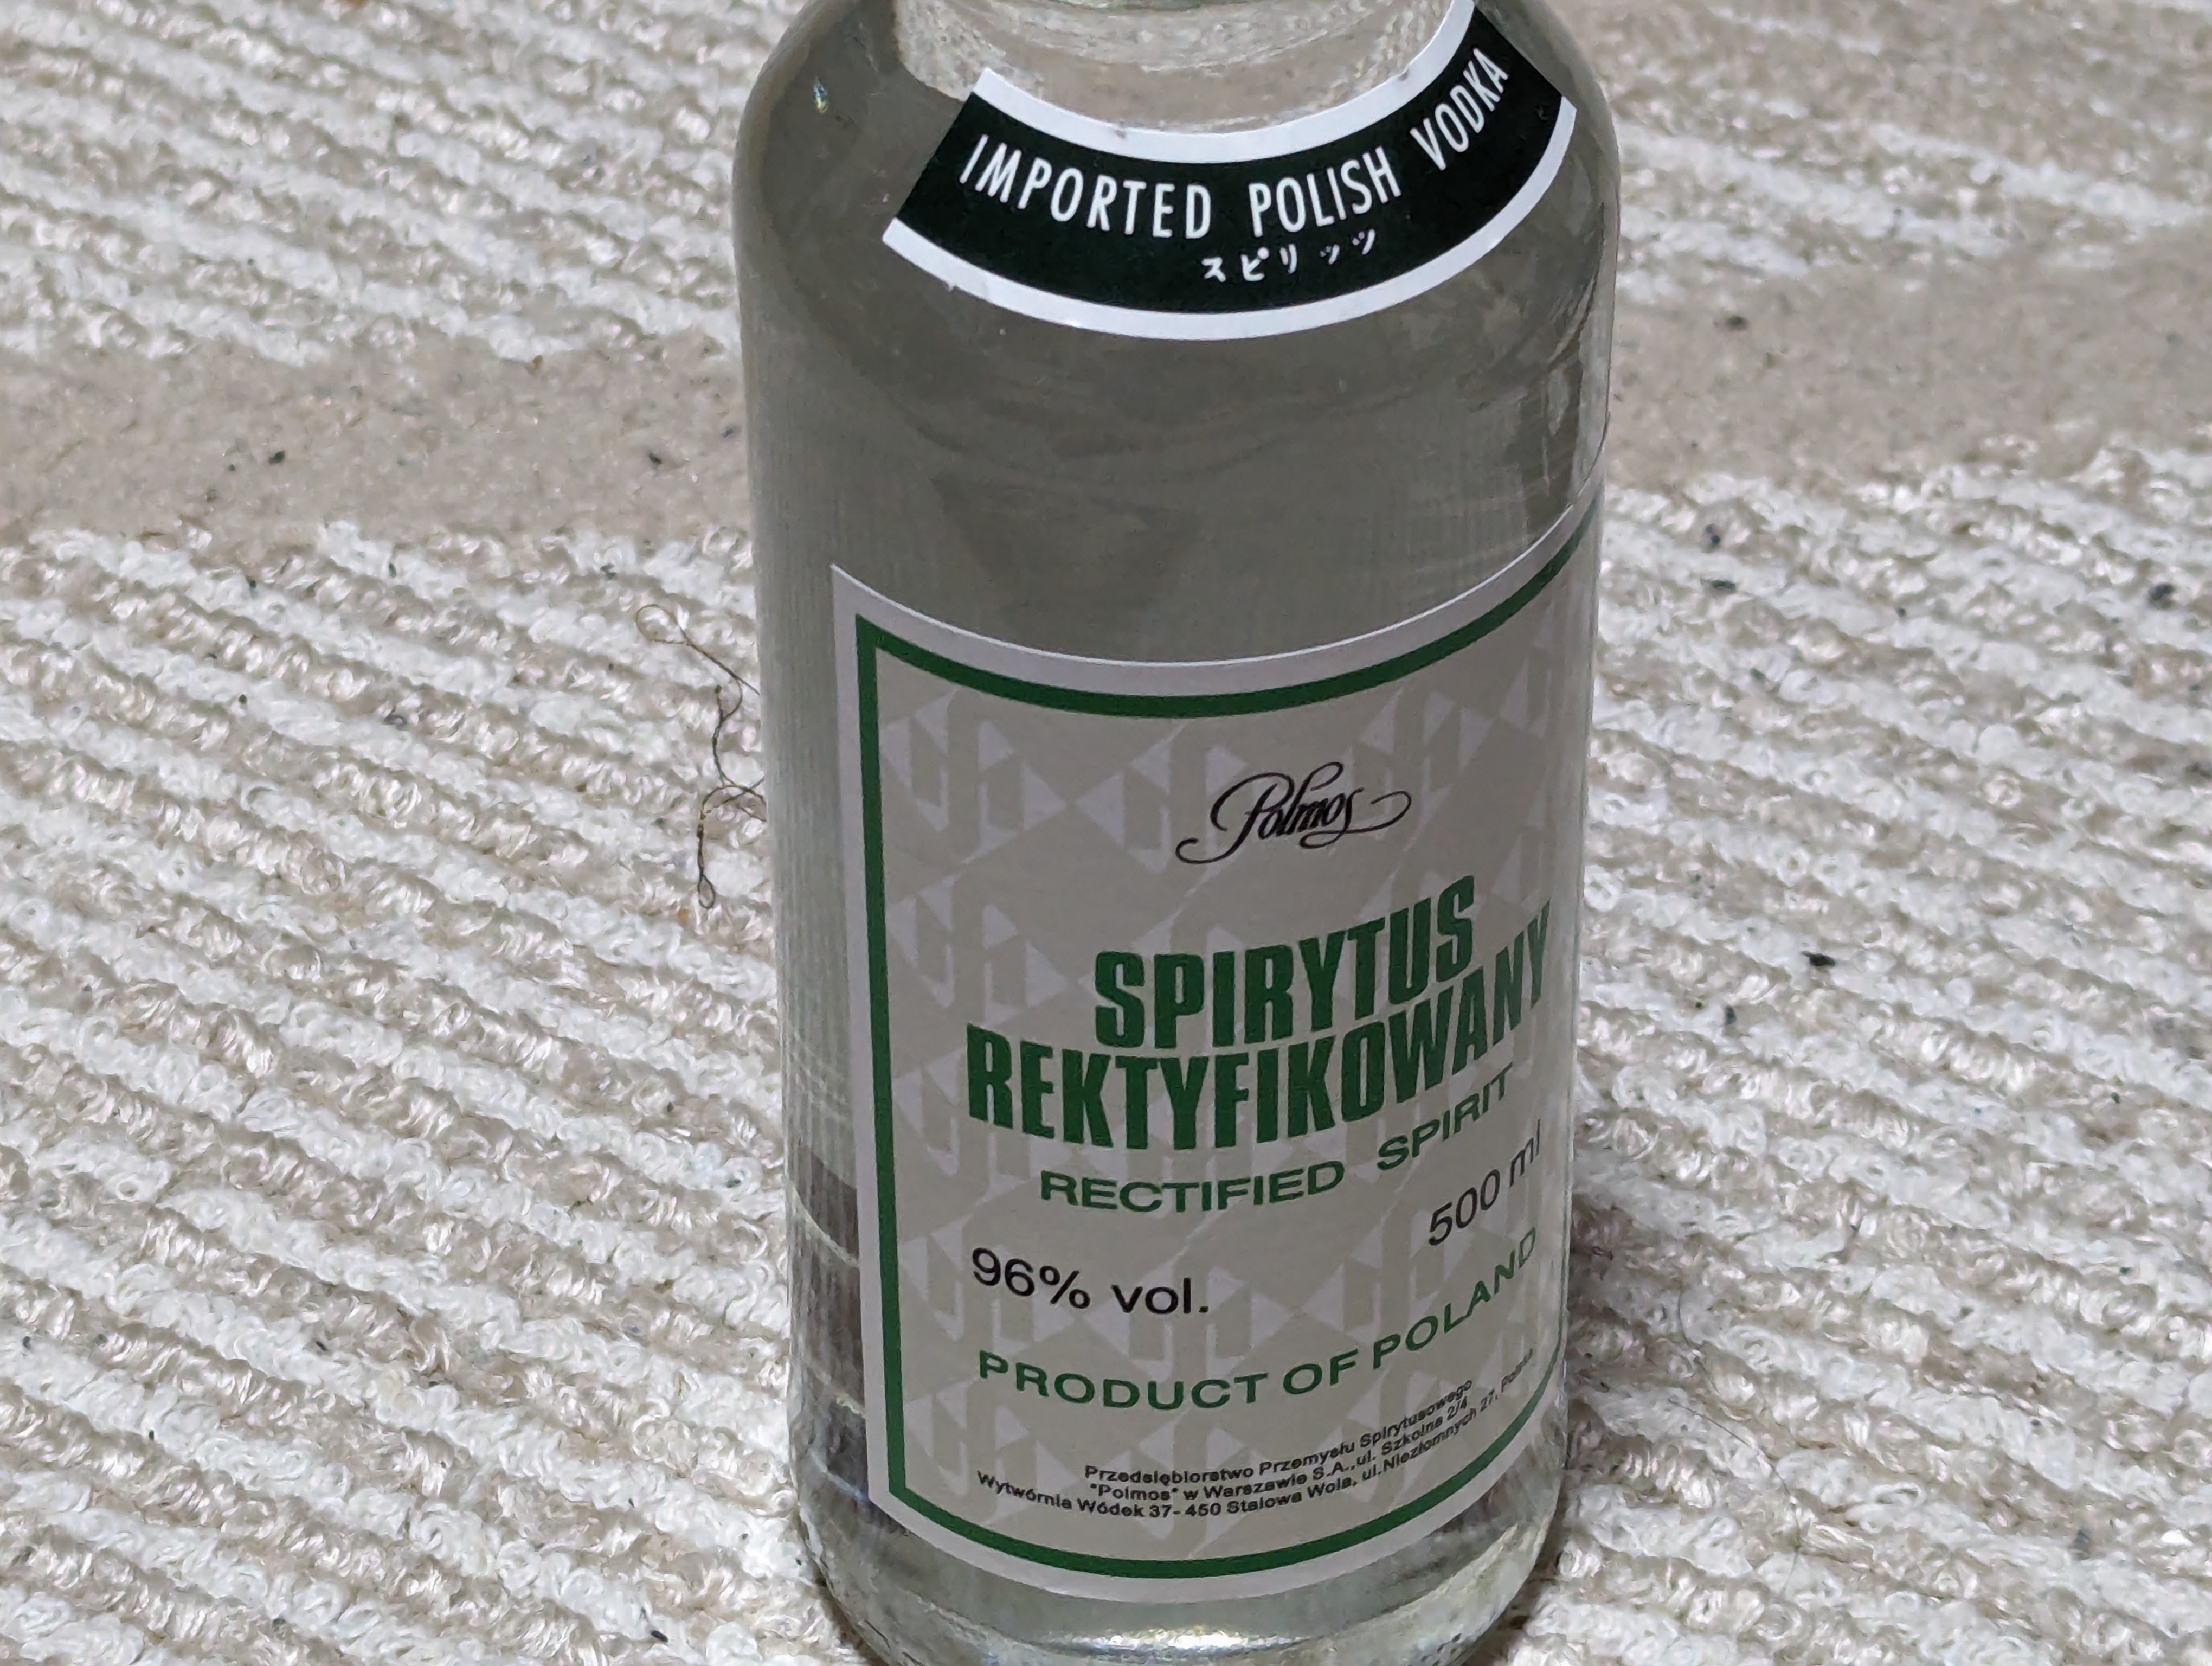 IMPORTED POLISH VODKA
スピリッツ
Polmos
SPIRYTUS
REKTYFIKOWANY
RECTIFIED SPIRIT
500 ml
96% vol.
PRODUCT OF POLAND
Przedsiębiorstwo Przemysłu Spirytusowego
"Polmos" w Warszawie S.A.,ul. Szkolna 2/4
Wytwórnia Wódek 37-450 Stalowa Wola, ul.Niezłomnych 27, Polska